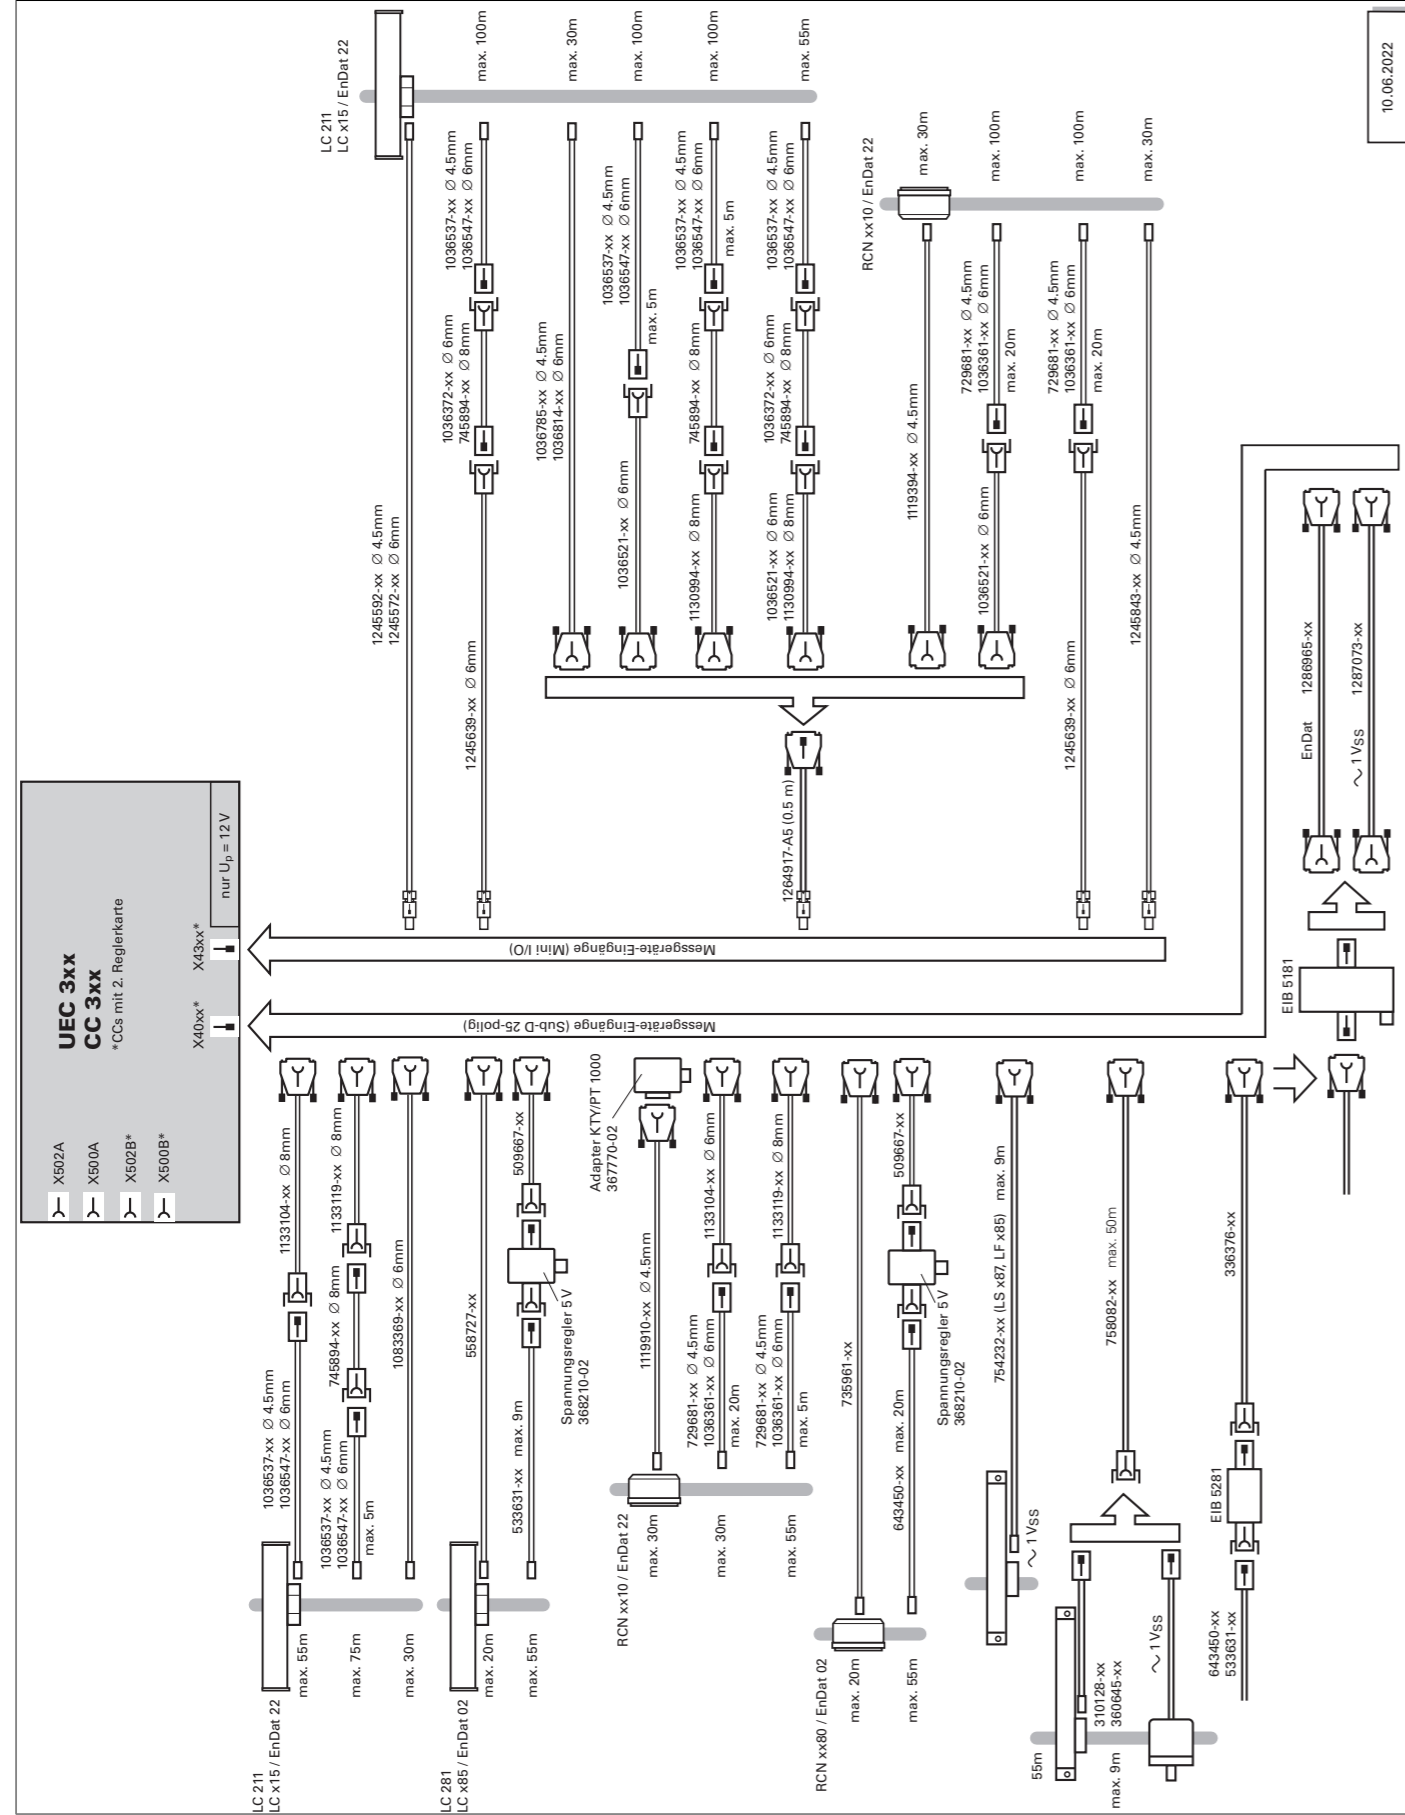 UEC 3xx
CC 3xx
*CCs mit 2. Reglerkarte
X502A
X500A
X502B*
X500B*
X40xx*
X43xx*
nur Up = 12 V
Messgeräte-Eingänge (Sub-D 25-polig)
Messgeräte-Eingänge (Mini I/O)
LC 211
LC x15 / EnDat 22
max. 55m
1036537-xx Ø 4.5mm
1036547-xx Ø 6mm
1133104-xx Ø 8mm
max. 75m
1036537-xx Ø 4.5mm
1036547-xx Ø 6mm
max. 5m
745894-xx Ø 8mm
1133119-xx Ø 8mm
max. 30m
1083369-xx Ø 6mm
LC 281
LC x85 / EnDat 02
max. 20m
558727-xx
max. 55m
533631-xx max. 9m
509667-xx
Spannungsregler 5 V
368210-02
RCN xx10 / EnDat 22
max. 30m
1119910-xx Ø 4.5mm
Adapter KTY/PT 1000
367770-02
max. 30m
729681-xx Ø 4.5mm
1036361-xx Ø 6mm
max. 20m
1133104-xx Ø 6mm
max. 55m
729681-xx Ø 4.5mm
1036361-xx Ø 6mm
max. 5m
1133119-xx Ø 8mm
RCN xx80 / EnDat 02
max. 20m
735961-xx
max. 55m
643450-xx max. 20m
509667-xx
Spannungsregler 5 V
368210-02
754232-xx (LS x87, LF x85) max. 9m
~ 1 Vss
55m
310128-xx
360645-xx
max. 9m
~ 1 Vss
758082-xx max. 50m
643450-xx
533631-xx
EIB 5281
336376-xx
EIB 5181
EnDat 1286965-xx
~ 1 Vss 1287073-xx
LC 211
LC x15 / EnDat 22
1245592-xx Ø 4.5mm
1245572-xx Ø 6mm
1245639-xx Ø 6mm
1036372-xx Ø 6mm
745894-xx Ø 8mm
1036537-xx Ø 4.5mm
1036547-xx Ø 6mm
max. 100m
1036785-xx Ø 4.5mm
1036814-xx Ø 6mm
max. 30m
1036521-xx Ø 6mm
1036537-xx Ø 4.5mm
1036547-xx Ø 6mm
max. 5m
max. 100m
1130994-xx Ø 8mm
745894-xx Ø 8mm
1036537-xx Ø 4.5mm
1036547-xx Ø 6mm
max. 5m
max. 100m
1036521-xx Ø 6mm
1130994-xx Ø 8mm
1036372-xx Ø 6mm
745894-xx Ø 8mm
1036537-xx Ø 4.5mm
1036547-xx Ø 6mm
max. 55m
1264917-A5 (0.5 m)
RCN xx10 / EnDat 22
1119394-xx Ø 4.5mm
max. 30m
1036521-xx Ø 6mm
729681-xx Ø 4.5mm
1036361-xx Ø 6mm
max. 20m
max. 100m
1245639-xx Ø 6mm
729681-xx Ø 4.5mm
1036361-xx Ø 6mm
max. 20m
max. 100m
1245843-xx Ø 4.5mm
max. 30m
10.06.2022